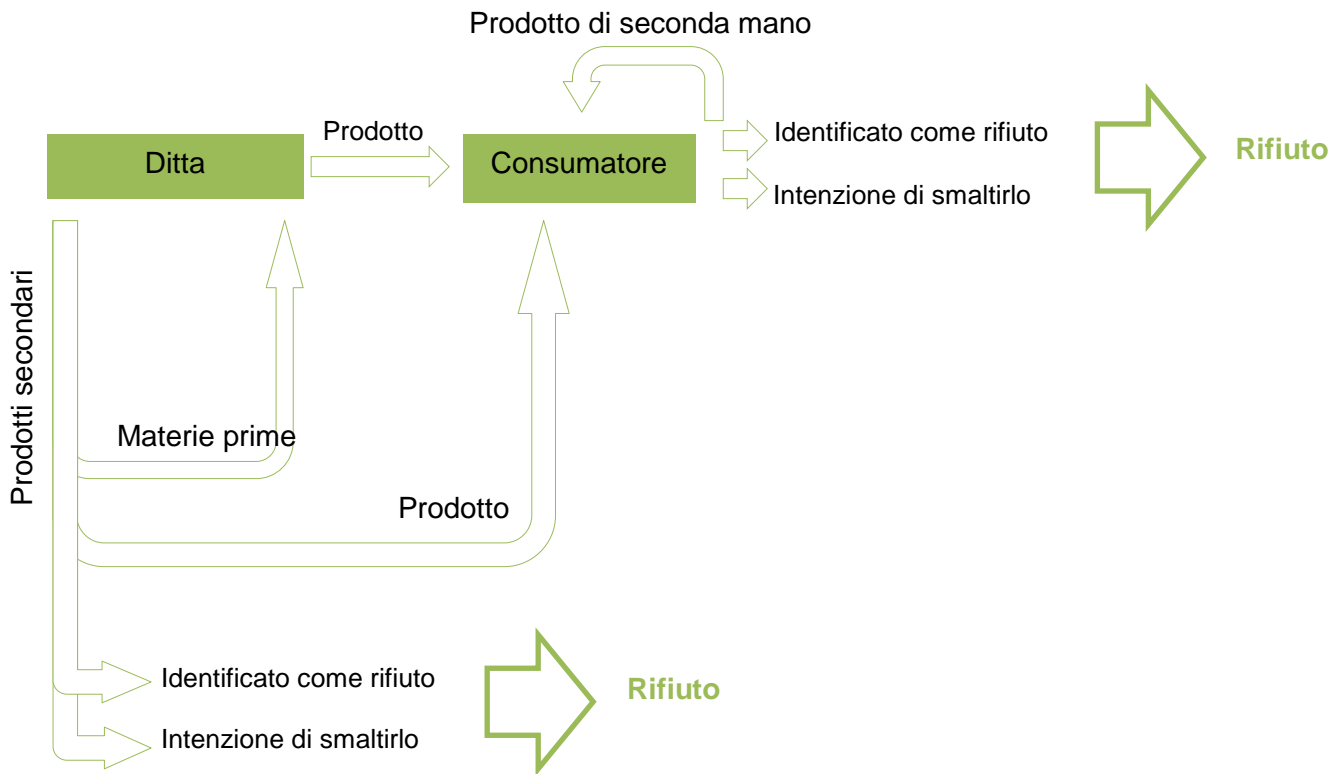 Prodotto di seconda mano
Prodotto
Identificato come rifiuto
Rifiuto
Ditta
Consumatore
Intenzione di smaltirlo
Prodotti secondari
Materie prime
Prodotto
Identificato come rifiuto
Rifiuto
Intenzione di smaltirlo